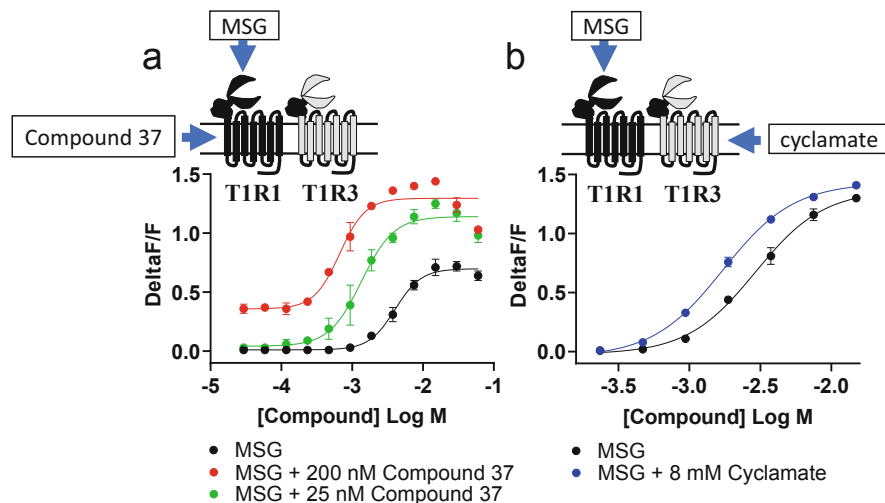 a
MSG
Compound 37
T1R1
T1R3
1.5
1.0
0.5
0.0
DeltaF/F
-5
-4
-3
-2
-1
[Compound] Log M
MSG
MSG + 200 nM Compound 37
MSG + 25 nM Compound 37
b
MSG
cyclamate
T1R1
T1R3
1.5
1.0
0.5
0.0
DeltaF/F
-3.5
-3.0
-2.5
-2.0
[Compound] Log M
MSG
MSG + 8 mM Cyclamate